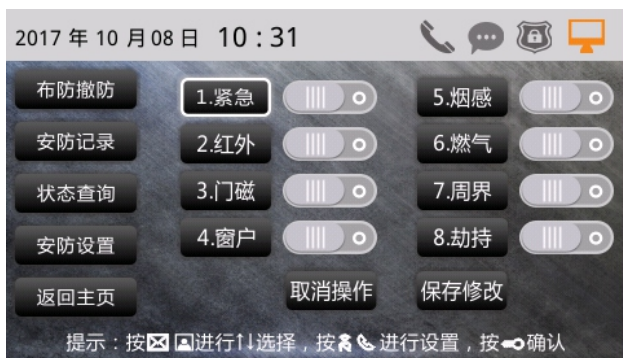 2017 年 10 月 08 日 10 : 31
布防撤防 1.紧急 5.烟感
安防记录 2.红外 6.燃气
状态查询 3.门磁 7.周界
安防设置 4.窗户 8.劫持
返回主页 取消操作 保存修改
提示：按进行↑↓选择，按进行设置，按确认